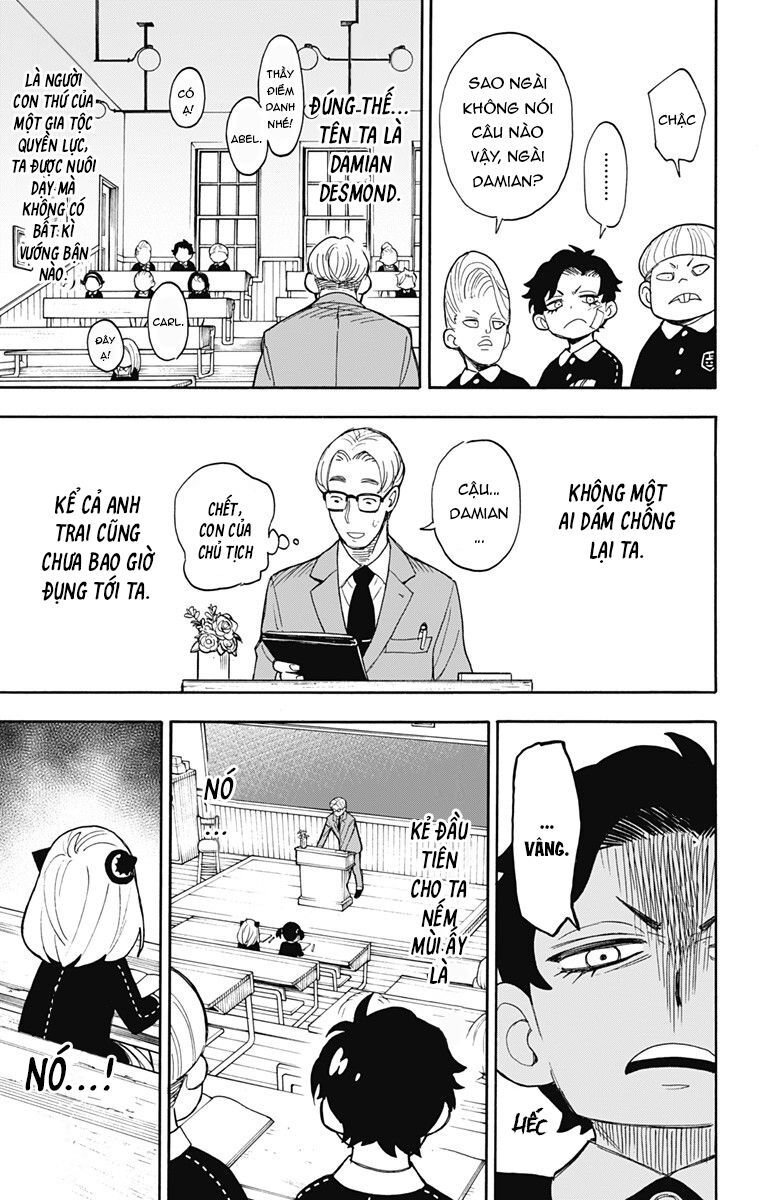 CHẬC
........
SAO NGÀI
KHÔNG NÓI
CÂU NÀO
VẬY, NGÀI
DAMIAN?
THẦY
ĐIỂM
DANH
NHÉ!
ABEL.
CÓ
Ạ!
CARL.
ĐÂY
Ạ!
ĐÚNG THẾ...
TÊN TA LÀ
DAMIAN
DESMOND.
LÀ NGƯỜI
CON THỨ CỦA
MỘT GIA TỘC
QUYỀN LỰC,
TA ĐƯỢC NUÔI
DẠY MÀ
KHÔNG CÓ
BẤT KÌ
VƯỚNG BẬN
NÀO.
KHÔNG MỘT
AI DÁM CHỐNG
LẠI TA.
CẬU...
DAMIAN
...
CHẾT,
CON CỦA
CHỦ TỊCH
KỂ CẢ ANH
TRAI CŨNG
CHƯA BAO GIỜ
ĐỤNG TỚI TA.
...
VÂNG.
HẾC
KẺ ĐẦU
TIÊN
CHO TA
NẾM
MÙI ẤY
LÀ
NÓ
...
NÓ...!